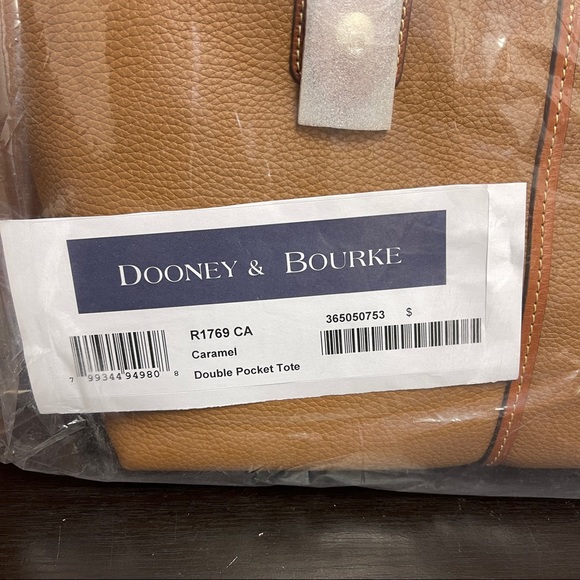 DOONEY & BOURKE
R1769 CA
Caramel
Double Pocket Tote
365050753 $
7 99344 94980 8